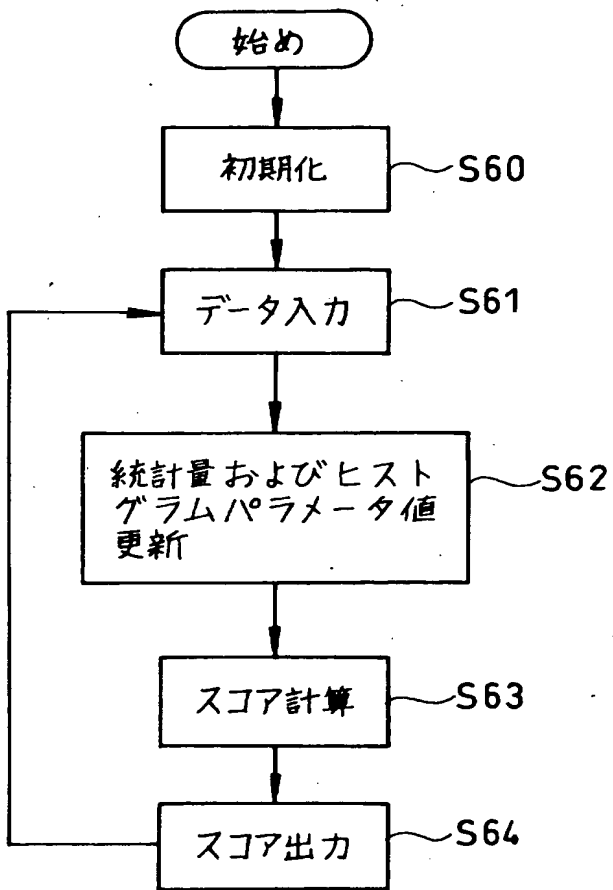 始め
初期化
S60
データ入力
S61
統計量およびヒスト
グラムパラメータ値
更新
S62
スコア計算
S63
スコア出力
S64